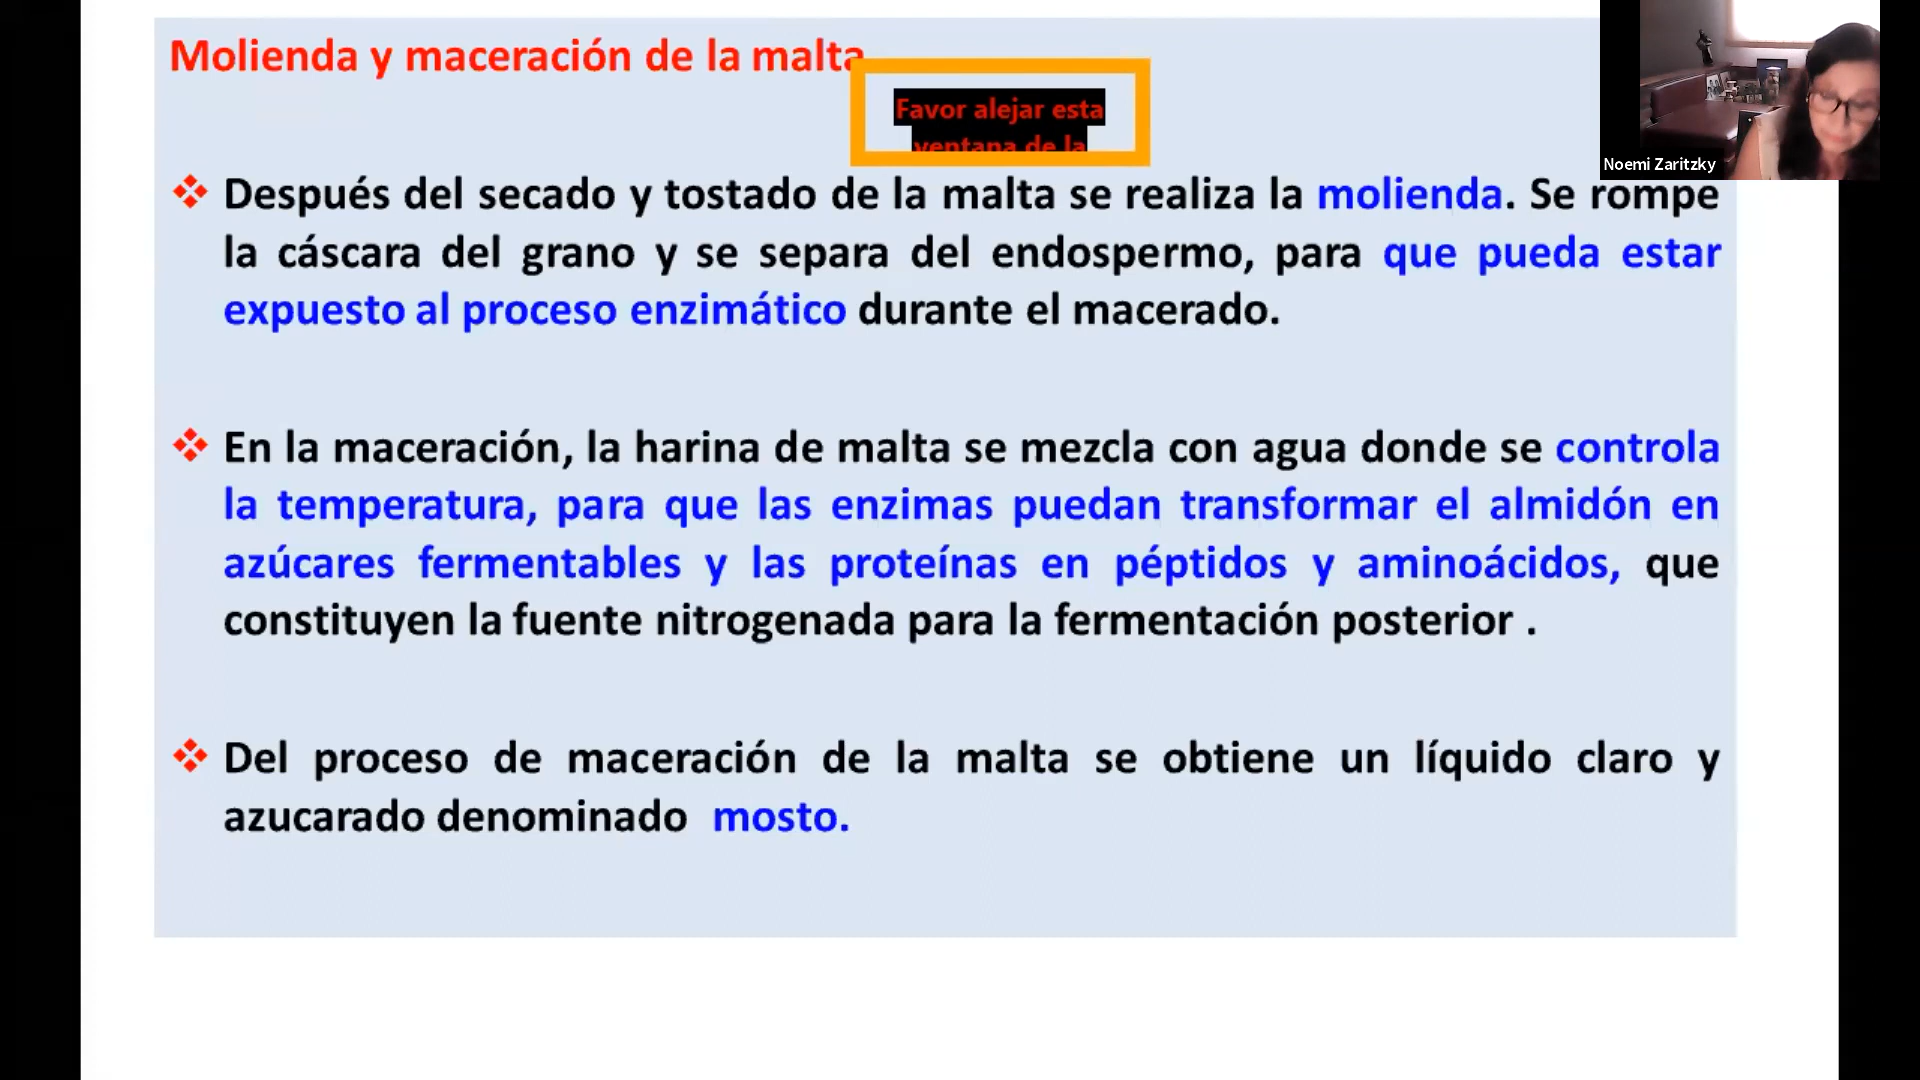 Molienda y maceración de la malta
Favor alejar esta
ventana de la
Noemi Zaritzky
Después del secado y tostado de la malta se realiza la molienda. Se rompe
la cáscara del grano y se separa del endospermo, para que pueda estar
expuesto al proceso enzimático durante el macerado.
En la maceración, la harina de malta se mezcla con agua donde se controla
la temperatura, para que las enzimas puedan transformar el almidón en
azúcares fermentables y las proteínas en péptidos y aminoácidos, que
constituyen la fuente nitrogenada para la fermentación posterior .
Del proceso de maceración de la malta se obtiene un líquido claro y
azucarado denominado mosto.